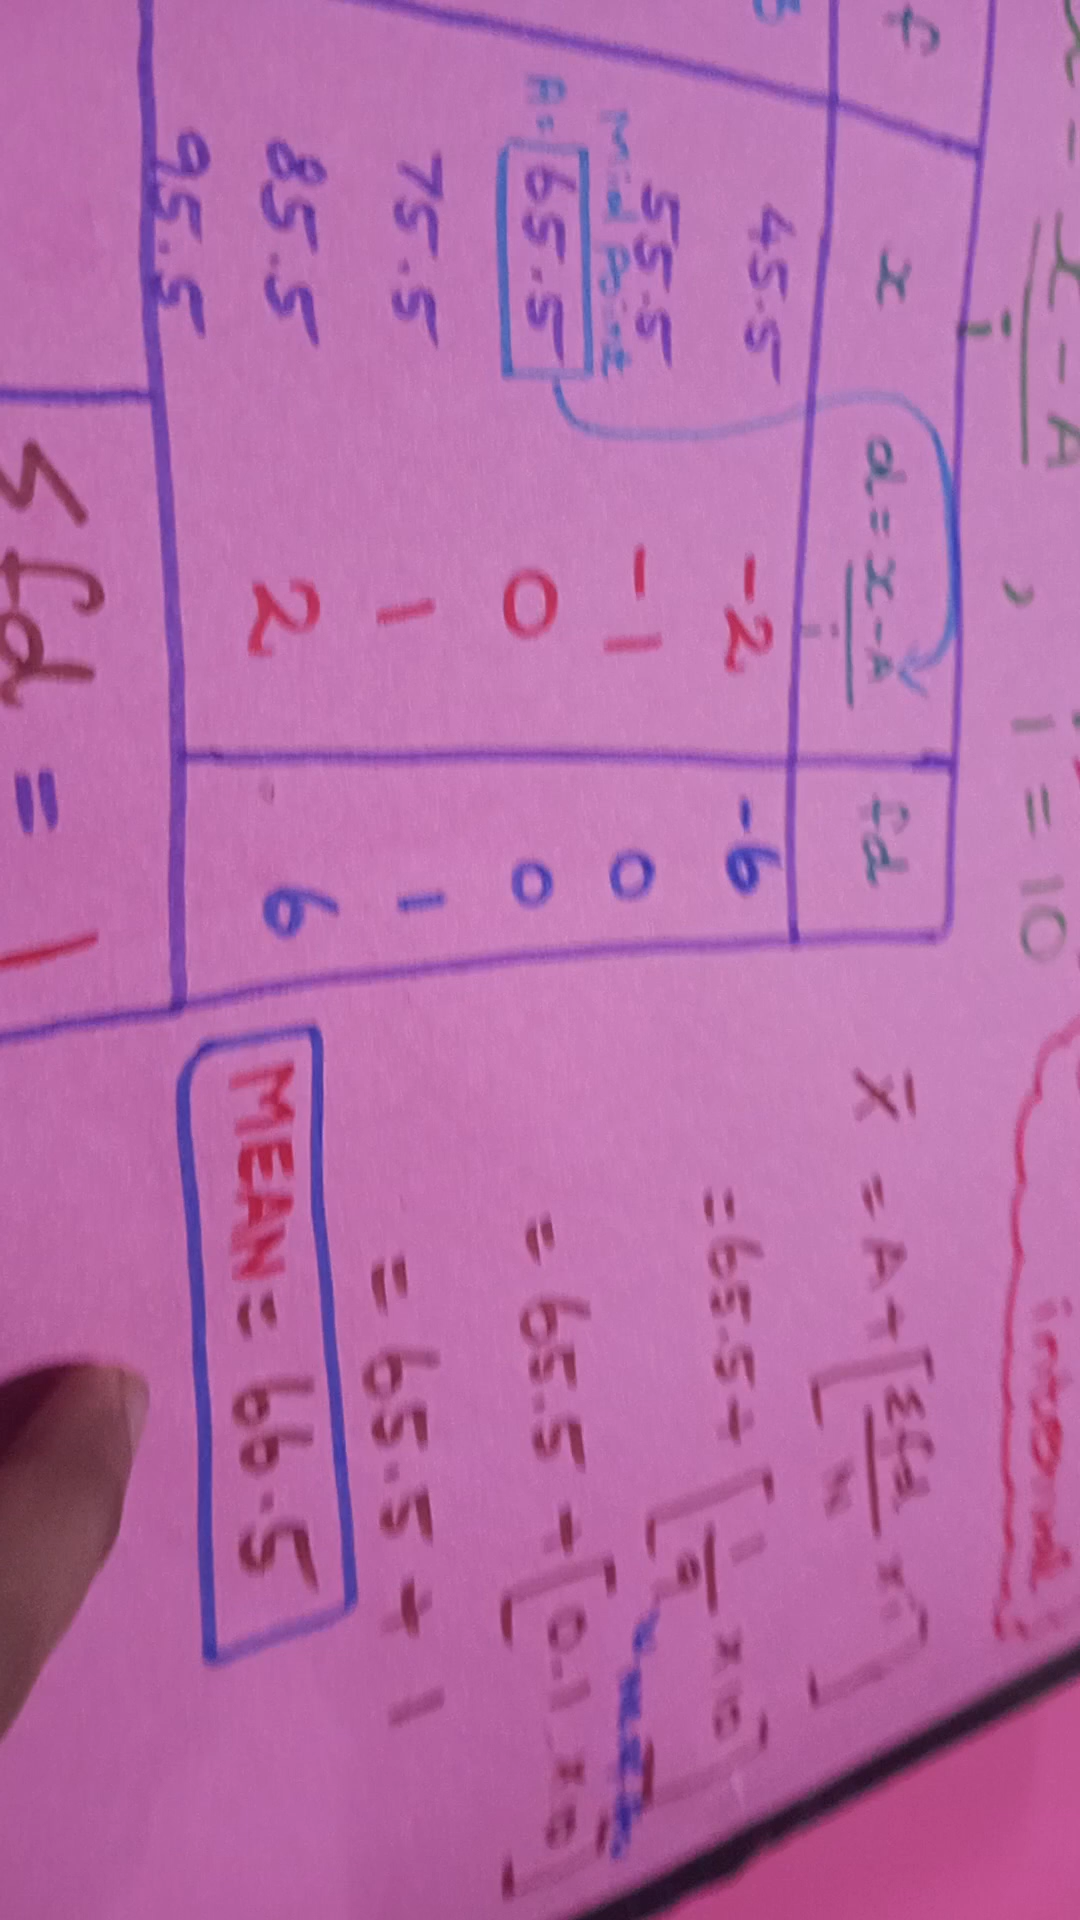 x - A
i
, i = 10
f x d = x - A / i fd
45.5 -2 -6
55.5 -1 0
Mid Point
A = 65.5 0 0
75.5 1 1
85.5 2 6
95.5
Σfd = 1
X̄ = A + [Σfd / N × i]
= 65.5 + [1 / 9 × 10]
= 65.5 + [0.1 × 10]
= 65.5 + 1
MEAN = 66.5